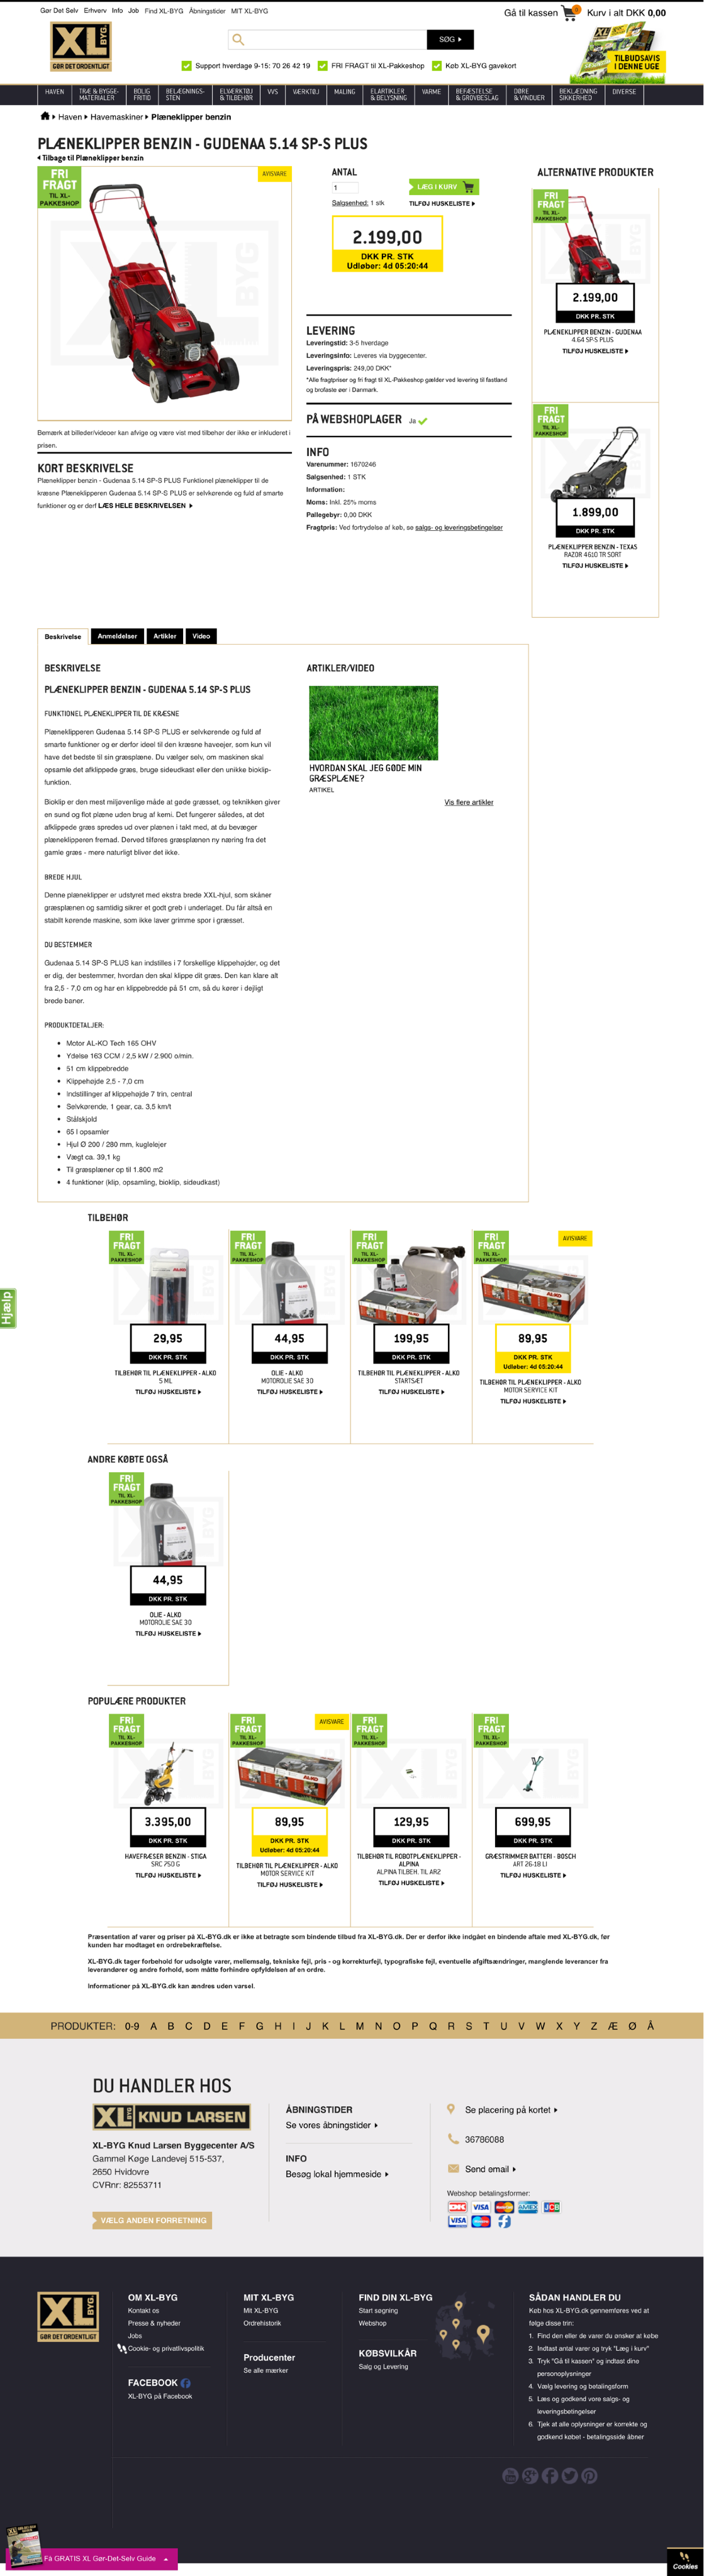 Gør Det Selv Erhverv Info Job Find XL-BYG Åbningstider MIT XL-BYG
Gå til kassen 0 Kurv i alt DKK 0,00
XL BYG
GØR DET ORDENTLIGT
SØG
TILBUDSAVIS
I DENNE UGE
Support hverdage 9-15: 70 26 42 19 FRI FRAGT til XL-Pakkeshop Køb XL-BYG gavekort
HAVEN
TRÆ & BYGGE-
MATERIALER
BOLIG
FRITID
BELÆGNINGS-
STEN
ELVÆRKTØJ
& TILBEHØR
VVS
VÆRKTØJ
MALING
ELARTIKLER
& BELYSNING
VARME
BEFÆSTELSE
& GROVBESLAG
DØRE
& VINDUER
BEKLÆDNING
SIKKERHED
DIVERSE
Haven Havemaskiner Plæneklipper benzin
PLÆNEKLIPPER BENZIN - GUDENAA 5.14 SP-S PLUS
Tilbage til Plæneklipper benzin
FRI
FRAGT
TIL XL-
PAKKESHOP
AVISVARE
XL BYG
Bemærk at billeder/videoer kan afvige og være vist med tilbehør der ikke er inkluderet i
prisen.
KORT BESKRIVELSE
Plæneklipper benzin - Gudenaa 5.14 SP-S PLUS Funktionel plæneklipper til de
kræsne Plæneklipperen Gudenaa 5.14 SP-S PLUS er selvkørende og fuld af smarte
funktioner og er derf LÆS HELE BESKRIVELSEN
ANTAL
1
LÆG I KURV
Salgsenhed: 1 stk
TILFØJ HUSKELISTE
2.199,00
DKK PR. STK
Udløber: 4d 05:20:44
LEVERING
Leveringstid: 3-5 hverdage
Leveringsinfo: Leveres via byggecenter.
Leveringspris: 249,00 DKK*
*Alle fragtpriser og fri fragt til XL-Pakkeshop gælder ved levering til fastland
og brofaste øer i Danmark.
PÅ WEBSHOPLAGER Ja
INFO
Varenummer: 1670246
Salgsenhed: 1 STK
Information:
Moms: Inkl. 25% moms
Pallegebyr: 0,00 DKK
Fragtpris: Ved fortrydelse af køb, se salgs- og leveringsbetingelser
ALTERNATIVE PRODUKTER
FRI
FRAGT
TIL XL-
PAKKESHOP
2.199,00
DKK PR. STK
PLÆNEKLIPPER BENZIN - GUDENAA
4.64 SP-S PLUS
TILFØJ HUSKELISTE
FRI
FRAGT
TIL XL-
PAKKESHOP
1.899,00
DKK PR. STK
PLÆNEKLIPPER BENZIN - TEXAS
RAZOR 4610 TR SORT
TILFØJ HUSKELISTE
Beskrivelse Anmeldelser Artikler Video
BESKRIVELSE
PLÆNEKLIPPER BENZIN - GUDENAA 5.14 SP-S PLUS
FUNKTIONEL PLÆNEKLIPPER TIL DE KRÆSNE
Plæneklipperen Gudenaa 5.14 SP-S PLUS er selvkørende og fuld af
smarte funktioner og er derfor ideel til den kræsne haveejer, som kun vil
have det bedste til sin græsplæne. Du vælger selv, om maskinen skal
opsamle det afklippede græs, bruge sideudkast eller den unikke bioklip-
funktion.
Bioklip er den mest miljøvenlige måde at gøde græsset, og teknikken giver
en sund og flot plæne uden brug af kemi. Det fungerer således, at det
afklippede græs spredes ud over plænen i takt med, at du bevæger
plæneklipperen fremad. Derved tilføres græsplænen ny næring fra det
gamle græs - mere naturligt bliver det ikke.
BREDE HJUL
Denne plæneklipper er udstyret med ekstra brede XXL-hjul, som skåner
græsplænen og samtidig sikrer et godt greb i underlaget. Du får altså en
stabilt kørende maskine, som ikke laver grimme spor i græsset.
DU BESTEMMER
Gudenaa 5.14 SP-S PLUS kan indstilles i 7 forskellige klippehøjder, og det
er dig, der bestemmer, hvordan den skal klippe dit græs. Den kan klare alt
fra 2,5 - 7,0 cm og har en klippebredde på 51 cm, så du kører i dejligt
brede baner.
PRODUKTDETALJER:
Motor AL-KO Tech 165 OHV
Ydelse 163 CCM / 2,5 kW / 2.900 o/min.
51 cm klippebredde
Klippehøjde 2,5 - 7,0 cm
Indstillinger af klippehøjde 7 trin, central
Selvkørende, 1 gear, ca. 3,5 km/t
Stålskjold
65 l opsamler
Hjul Ø 200 / 280 mm, kuglelejer
Vægt ca. 39,1 kg
Til græsplæner op til 1.800 m2
4 funktioner (klip, opsamling, bioklip, sideudkast)
ARTIKLER/VIDEO
HVORDAN SKAL JEG GØDE MIN
GRÆSPLÆNE?
ARTIKEL
Vis flere artikler
Hjælp
TILBEHØR
FRI
FRAGT
TIL XL-
PAKKESHOP
29,95
DKK PR. STK
TILBEHØR TIL PLÆNEKLIPPER - ALKO
5 ML
TILFØJ HUSKELISTE
FRI
FRAGT
TIL XL-
PAKKESHOP
44,95
DKK PR. STK
OLIE - ALKO
MOTOROLIE SAE 30
TILFØJ HUSKELISTE
FRI
FRAGT
TIL XL-
PAKKESHOP
199,95
DKK PR. STK
TILBEHØR TIL PLÆNEKLIPPER - ALKO
STARTSÆT
TILFØJ HUSKELISTE
FRI
FRAGT
TIL XL-
PAKKESHOP
AVISVARE
89,95
DKK PR. STK
Udløber: 4d 05:20:44
TILBEHØR TIL PLÆNEKLIPPER - ALKO
MOTOR SERVICE KIT
TILFØJ HUSKELISTE
ANDRE KØBTE OGSÅ
FRI
FRAGT
TIL XL-
PAKKESHOP
44,95
DKK PR. STK
OLIE - ALKO
MOTOROLIE SAE 30
TILFØJ HUSKELISTE
POPULÆRE PRODUKTER
FRI
FRAGT
TIL XL-
PAKKESHOP
3.395,00
DKK PR. STK
HAVEFRÆSER BENZIN - STIGA
SRC 750 G
TILFØJ HUSKELISTE
FRI
FRAGT
TIL XL-
PAKKESHOP
AVISVARE
89,95
DKK PR. STK
Udløber: 4d 05:20:44
TILBEHØR TIL PLÆNEKLIPPER - ALKO
MOTOR SERVICE KIT
TILFØJ HUSKELISTE
FRI
FRAGT
TIL XL-
PAKKESHOP
129,95
DKK PR. STK
TILBEHØR TIL ROBOTPLÆNEKLIPPER -
ALPINA
ALPINA TILBEH. TIL AR2
TILFØJ HUSKELISTE
FRI
FRAGT
TIL XL-
PAKKESHOP
699,95
DKK PR. STK
GRÆSTRIMMER BATTERI - BOSCH
ART 26-18 LI
TILFØJ HUSKELISTE
Præsentation af varer og priser på XL-BYG.dk er ikke at betragte som bindende tilbud fra XL-BYG.dk. Der er derfor ikke indgået en bindende aftale med XL-BYG.dk, før
kunden har modtaget en ordrebekræftelse.
XL-BYG.dk tager forbehold for udsolgte varer, mellemsalg, tekniske fejl, pris - og korrekturfejl, typografiske fejl, eventuelle afgiftsændringer, manglende leverancer fra
leverandører og andre forhold, som måtte forhindre opfyldelsen af en ordre.
Informationer på XL-BYG.dk kan ændres uden varsel.
PRODUKTER: 0-9 A B C D E F G H I J K L M N O P Q R S T U V W X Y Z Æ Ø Å
DU HANDLER HOS
XL BYG KNUD LARSEN
XL-BYG Knud Larsen Byggecenter A/S
Gammel Køge Landevej 515-537,
2650 Hvidovre
CVRnr: 82553711
VÆLG ANDEN FORRETNING
ÅBNINGSTIDER
Se vores åbningstider
INFO
Besøg lokal hjemmeside
Se placering på kortet
36786088
Send email
Webshop betalingsformer:
VISA AMEX JCB
VISA
XL BYG
GØR DET ORDENTLIGT
OM XL-BYG
Kontakt os
Presse & nyheder
Jobs
Cookie- og privatlivspolitik
FACEBOOK
XL-BYG på Facebook
MIT XL-BYG
Mit XL-BYG
Ordrehistorik
Producenter
Se alle mærker
FIND DIN XL-BYG
Start søgning
Webshop
KØBSVILKÅR
Salg og Levering
SÅDAN HANDLER DU
Køb hos XL-BYG.dk gennemføres ved at
følge disse trin:
1. Find den eller de varer du ønsker at købe
2. Indtast antal varer og tryk "Læg i kurv"
3. Tryk "Gå til kassen" og indtast dine
personoplysninger
4. Vælg levering og betalingsform
5. Læs og godkend vore salgs- og
leveringsbetingelser
6. Tjek at alle oplysninger er korrekte og
godkend købet - betalingsside åbner
Få GRATIS XL Gør-Det-Selv Guide
Cookies